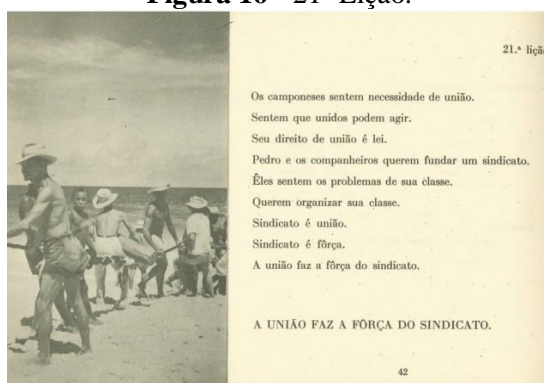 Figura 16 - 21ª Lição.
21.ª liçã
Os camponeses sentem necessidade de união.
Sentem que unidos podem agir.
Seu direito de união é lei.
Pedro e os companheiros querem fundar um sindicato.
Êles sentem os problemas de sua classe.
Querem organizar sua classe.
Sindicato é união.
Sindicato é fôrça.
A união faz a fôrça do sindicato.
A UNIÃO FAZ A FÔRÇA DO SINDICATO.
42